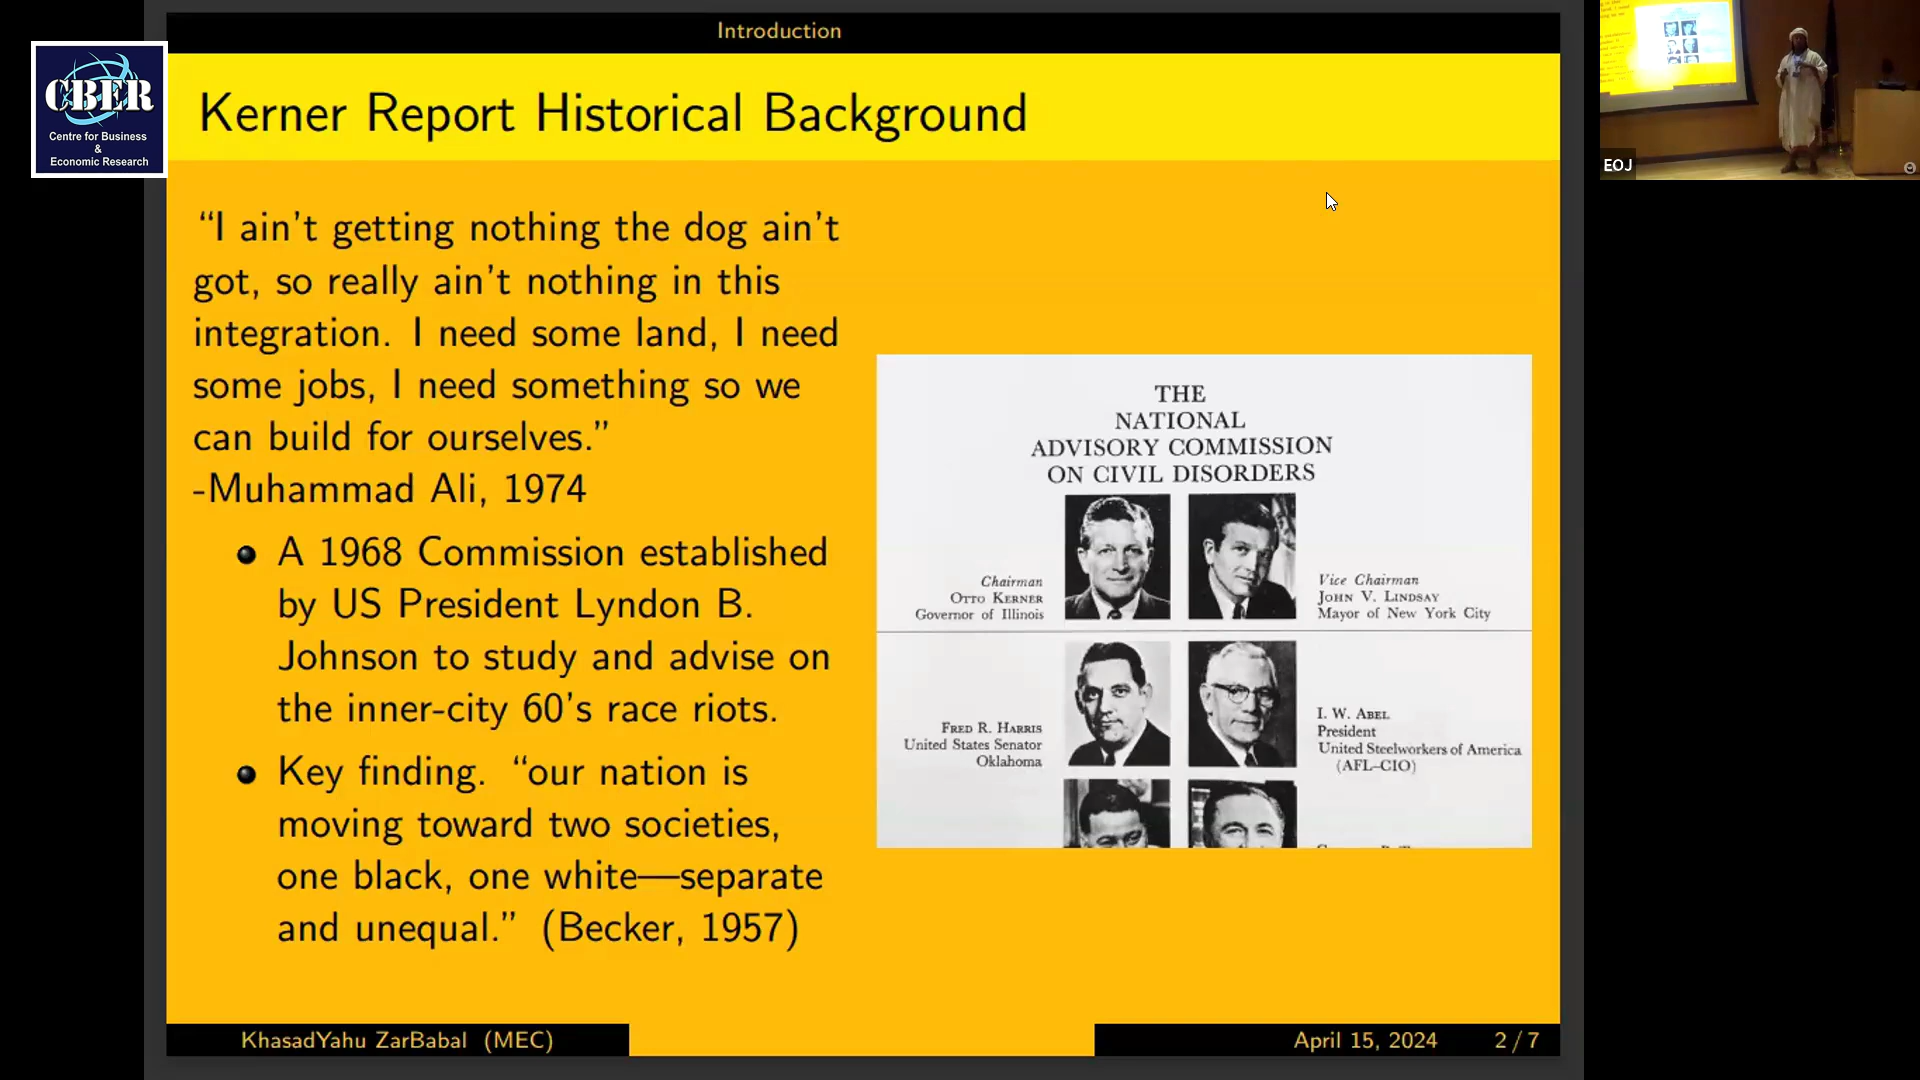 Introduction
CBER
Centre for Business
&
Economic Research
Kerner Report Historical Background
“I ain’t getting nothing the dog ain’t
got, so really ain’t nothing in this
integration. I need some land, I need
some jobs, I need something so we
can build for ourselves.”
-Muhammad Ali, 1974
A 1968 Commission established
by US President Lyndon B.
Johnson to study and advise on
the inner-city 60’s race riots.
Key finding. “our nation is
moving toward two societies,
one black, one white—separate
and unequal.” (Becker, 1957)
THE
NATIONAL
ADVISORY COMMISSION
ON CIVIL DISORDERS
Chairman
OTTO KERNER
Governor of Illinois
Vice Chairman
JOHN V. LINDSAY
Mayor of New York City
FRED R. HARRIS
United States Senator
Oklahoma
I. W. ABEL
President
United Steelworkers of America
(AFL–CIO)
KhasadYahu ZarBabal (MEC)
April 15, 2024
2 / 7
EOJ